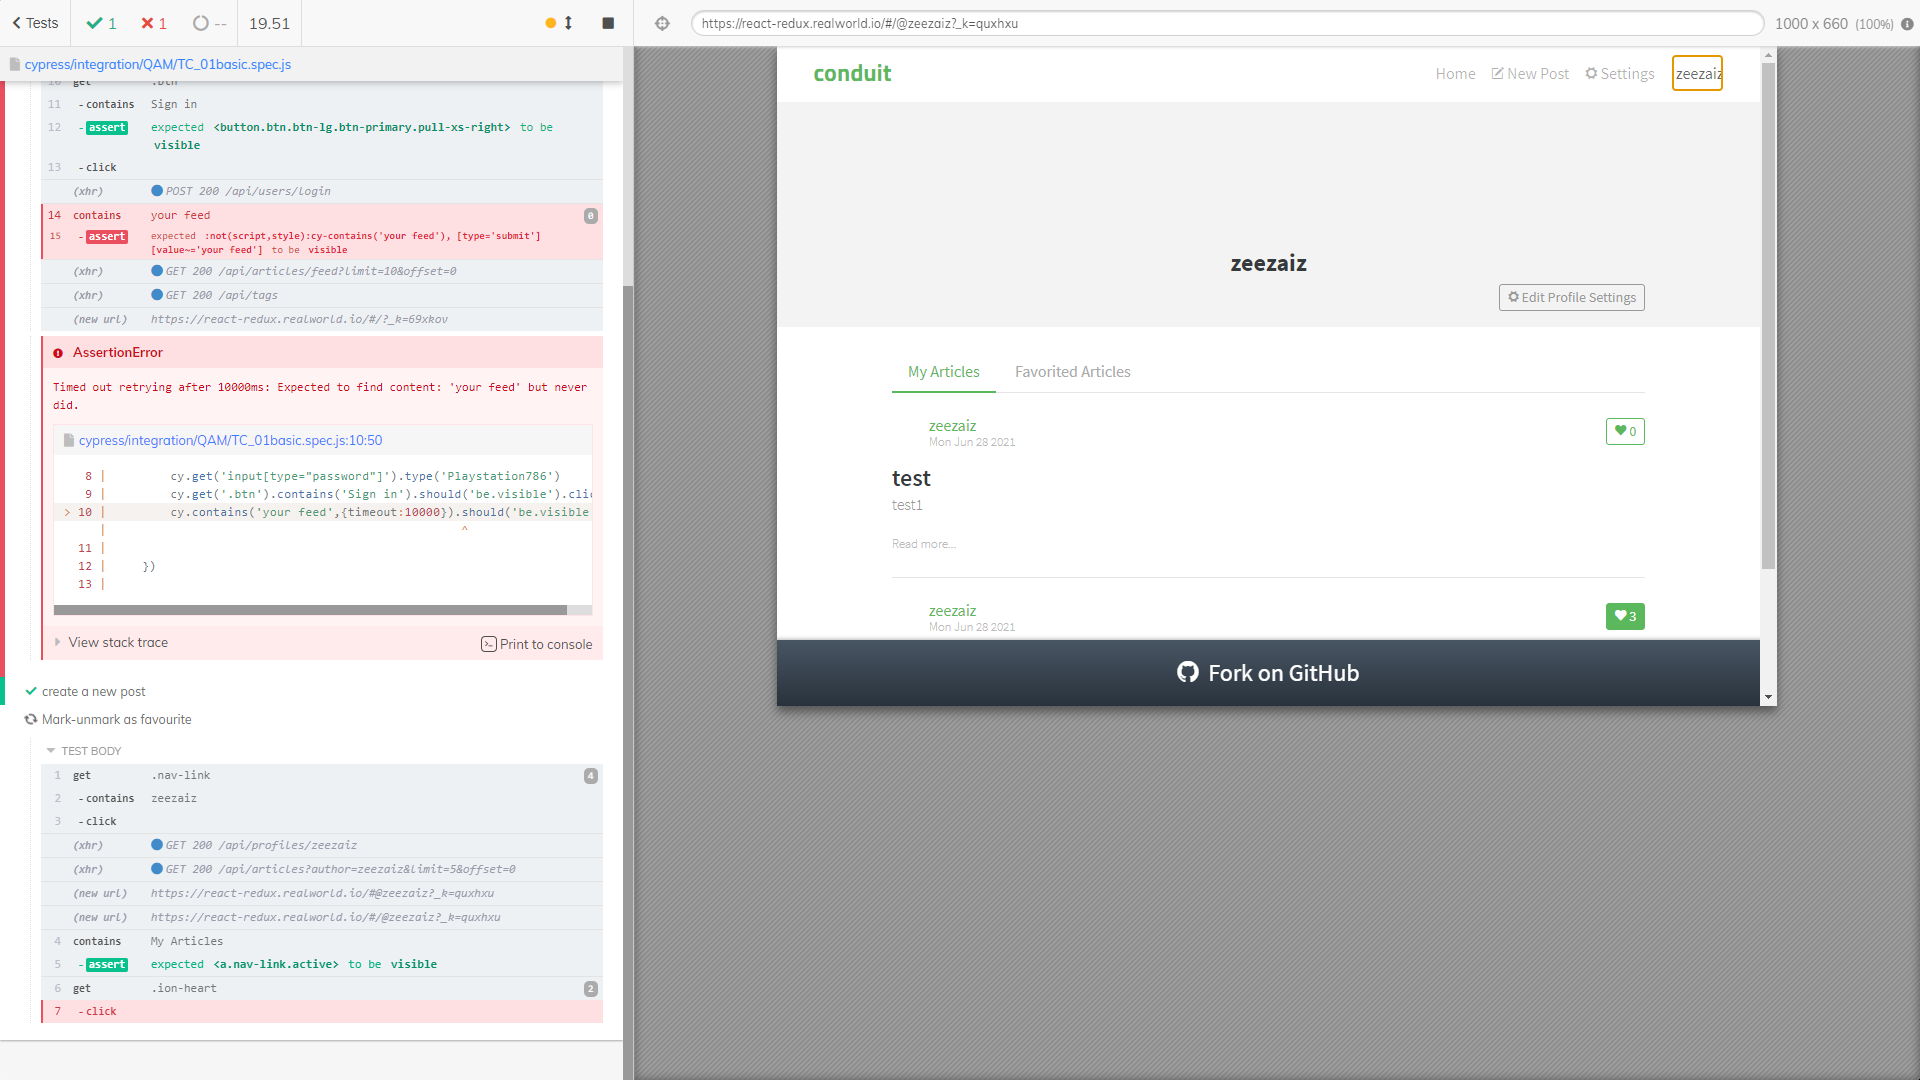 Tests
1
1
--
19.51
https://react-redux.realworld.io/#/@zeezaiz?_k=quxhxu
1000 x 660 (100%)
cypress/integration/QAM/TC_01basic.spec.js
10 get .btn
11 -contains Sign in
12 -assert expected <button.btn.btn-lg.btn-primary.pull-xs-right> to be
visible
13 -click
(xhr) POST 200 /api/users/login
14 contains your feed 0
15 -assert expected :not(script,style):cy-contains('your feed'), [type='submit']
[value~='your feed'] to be visible
(xhr) GET 200 /api/articles/feed?limit=10&offset=0
(xhr) GET 200 /api/tags
(new url) https://react-redux.realworld.io/#/?_k=69xkov
AssertionError
Timed out retrying after 10000ms: Expected to find content: 'your feed' but never
did.
cypress/integration/QAM/TC_01basic.spec.js:10:50
8 | cy.get('input[type="password"]').type('Playstation786')
9 | cy.get('.btn').contains('Sign in').should('be.visible').clic
> 10 | cy.contains('your feed',{timeout:10000}).should('be.visible
| ^
11 |
12 | })
13 |
View stack trace
Print to console
create a new post
Mark-unmark as favourite
TEST BODY
1 get .nav-link 4
2 -contains zeezaiz
3 -click
(xhr) GET 200 /api/profiles/zeezaiz
(xhr) GET 200 /api/articles?author=zeezaiz&limit=5&offset=0
(new url) https://react-redux.realworld.io/#@zeezaiz?_k=quxhxu
(new url) https://react-redux.realworld.io/#/@zeezaiz?_k=quxhxu
4 contains My Articles
5 -assert expected <a.nav-link.active> to be visible
6 get .ion-heart 2
7 -click
conduit
Home
New Post
Settings
zeezaiz
zeezaiz
Edit Profile Settings
My Articles
Favorited Articles
zeezaiz
Mon Jun 28 2021
0
test
test1
Read more...
zeezaiz
Mon Jun 28 2021
3
Fork on GitHub